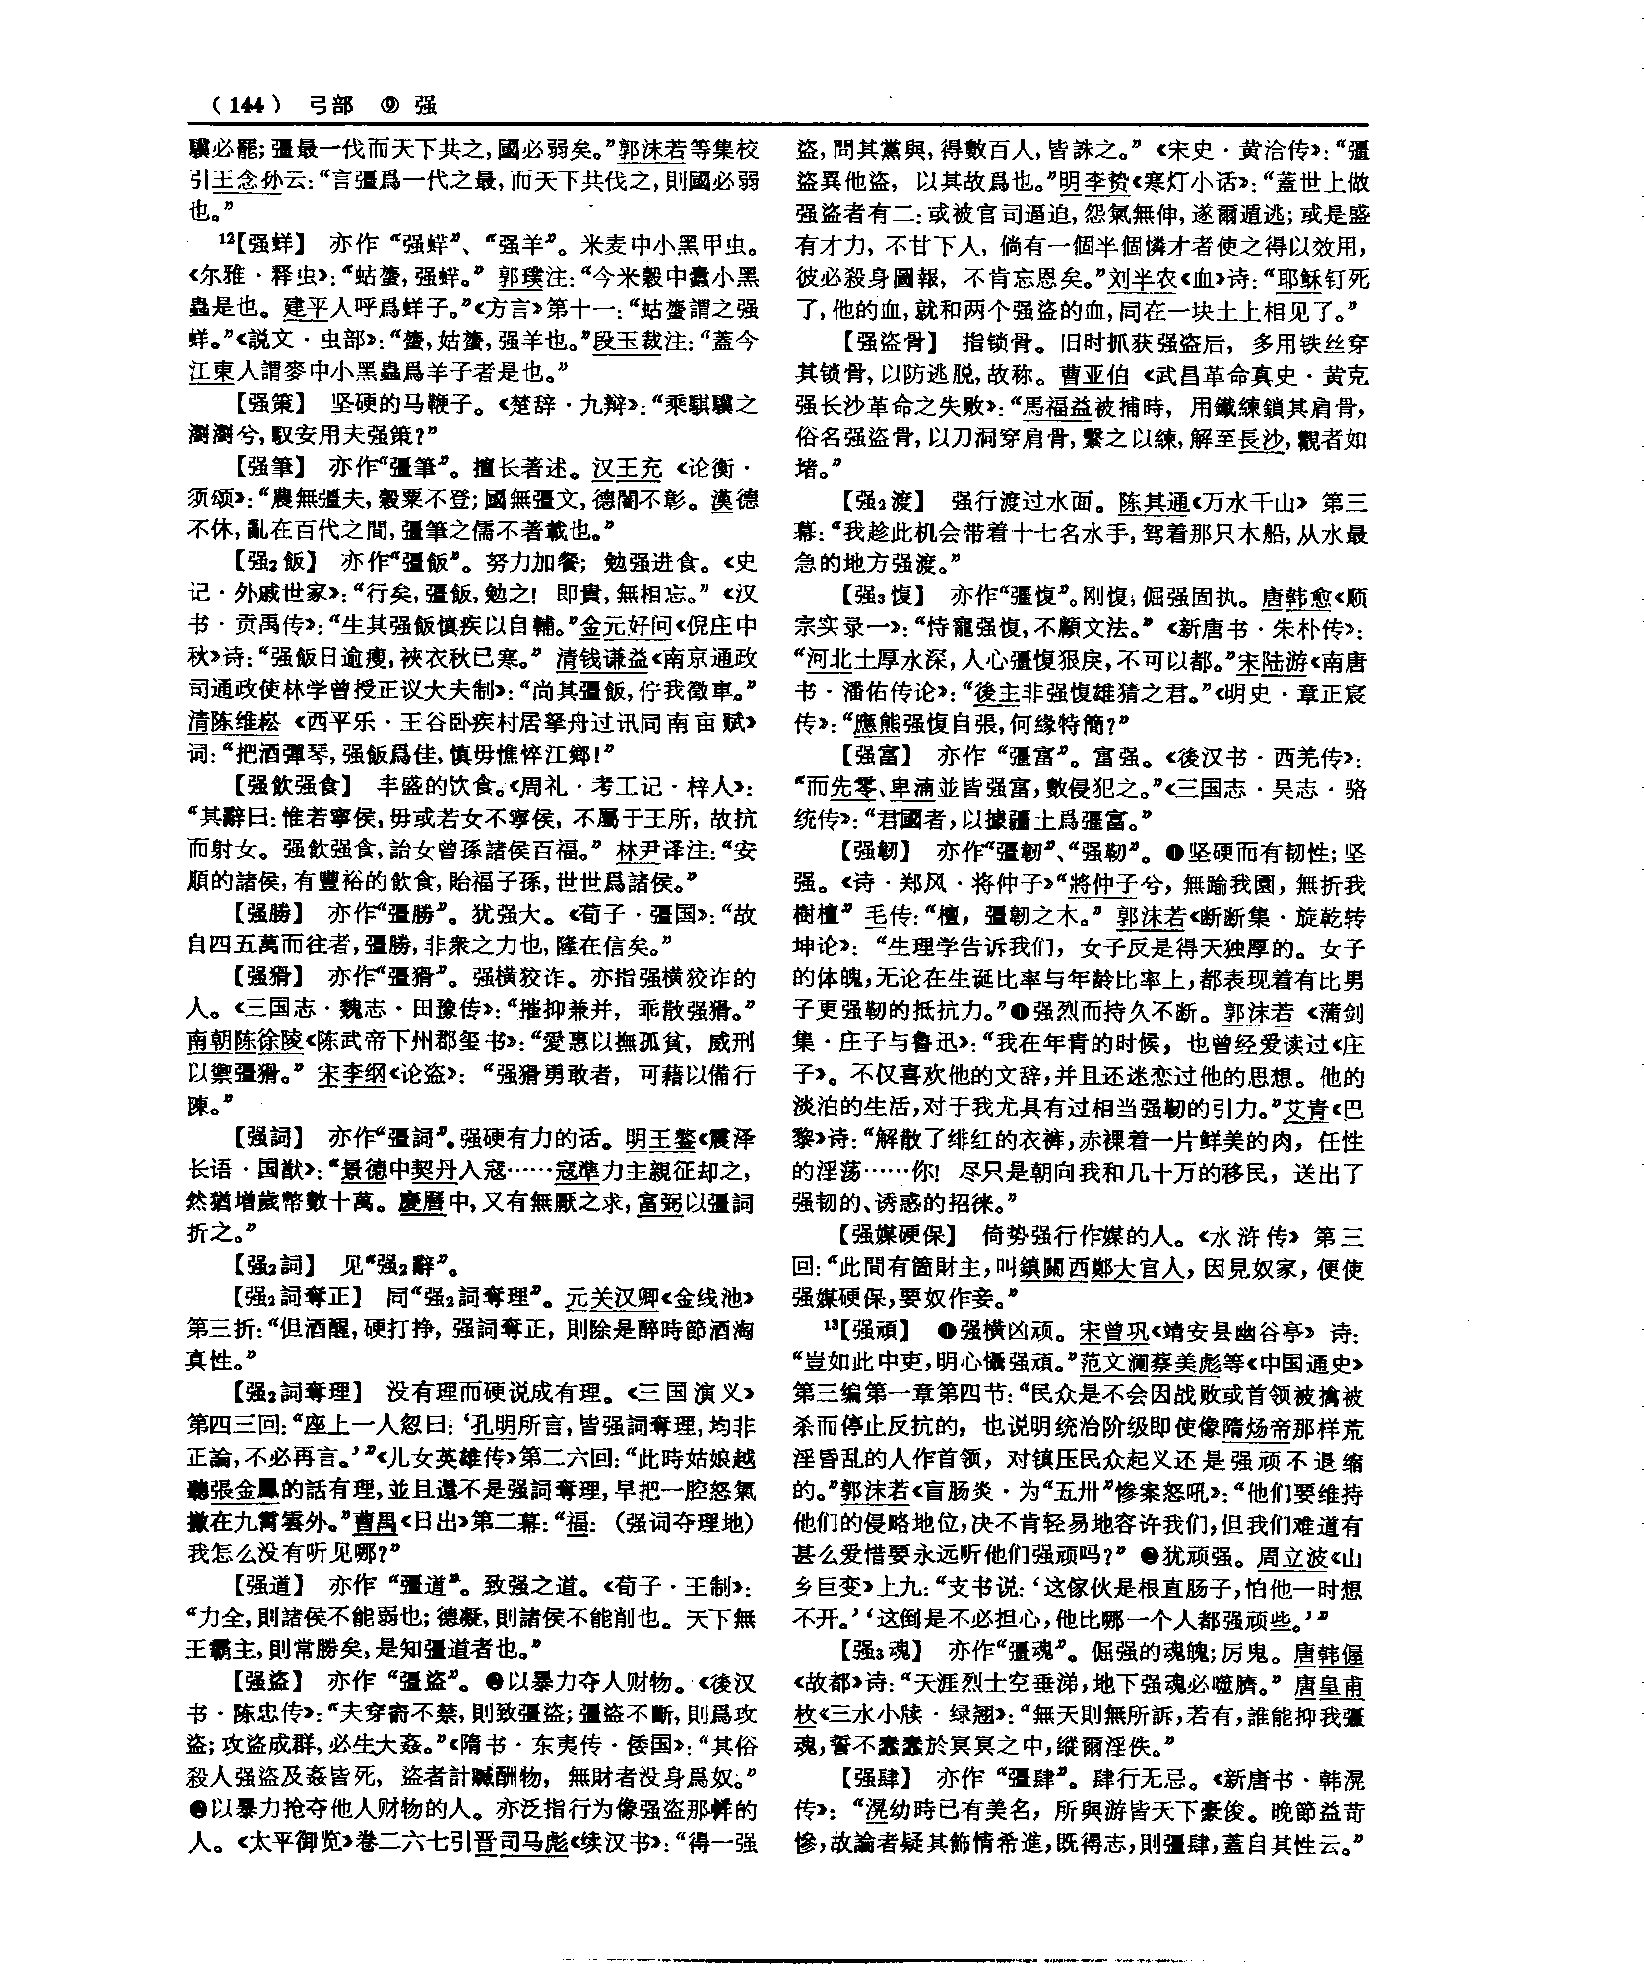 （144） 弓部 ⑨ 强
驥必罷；彊最一伐而天下共之，國必弱矣。”郭沫若等集校
引王念孙云：“言彊爲一代之最，而天下共伐之，則國必弱
也。”
¹²【强蛘】 亦作“强蝆”、“强羊”。米麦中小黑甲虫。
《尔雅·释虫》：“蛄䗐，强蝆。”郭璞注：“今米穀中蠹小黑
蟲是也。建平人呼爲蛘子。”《方言》第十一：“姑䗐謂之强
蛘。”《説文·虫部》：“䗐，姑䗐，强羊也。”段玉裁注：“蓋今
江東人謂麥中小黑蟲爲羊子者是也。”
【强策】 坚硬的马鞭子。《楚辞·九辩》：“乘騏驥之
瀏瀏兮，馭安用夫强策？”
【强筆】 亦作“彊筆”。擅长著述。汉王充《论衡·
须颂》：“農無彊夫，穀粟不登；國無彊文，德闇不彰。漢德
不休，亂在百代之間，彊筆之儒不著載也。”
【强₂飯】 亦作“彊飯”。努力加餐；勉强进食。《史
记·外戚世家》：“行矣，彊飯，勉之！即貴，無相忘。”《汉
书·贡禹传》：“生其强飯慎疾以自輔。”金元好问《倪庄中
秋》诗：“强飯日逾瘦，裌衣秋已寒。”清钱谦益《南京通政
司通政使林学曾授正议大夫制》：“尚其彊飯，佇我徵車。”
清陈维崧《西平乐·王谷卧疾村居拏舟过讯同南亩赋》
词：“把酒彈琴，强飯爲佳，慎毋憔悴江鄉！”
【强飲强食】 丰盛的饮食。《周礼·考工记·梓人》：
“其辭曰：惟若寧侯，毋或若女不寧侯，不屬于王所，故抗
而射女。强飲强食，詒女曾孫諸侯百福。”林尹译注：“安
順的諸侯，有豐裕的飲食，貽福子孫，世世爲諸侯。”
【强勝】 亦作“彊勝”。犹强大。《荀子·彊国》：“故
自四五萬而往者，彊勝，非衆之力也，隆在信矣。”
【强猾】 亦作“彊猾”。强横狡诈。亦指强横狡诈的
人。《三国志·魏志·田豫传》：“摧抑兼并，乖散强猾。”
南朝陈徐陵《陈武帝下州郡玺书》：“愛惠以撫孤貧，威刑
以禦彊猾。”宋李纲《论盗》：“强猾勇敢者，可藉以備行
陳。”
【强詞】 亦作“彊詞”。强硬有力的话。明王鏊《震泽
长语·国猷》：“景德中契丹入寇……寇準力主親征却之，
然猶增歲幣數十萬。慶曆中，又有無厭之求，富弼以彊詞
折之。”
【强₂詞】 见“强₂辭”。
【强₂詞奪正】 同“强₂詞奪理”。元关汉卿《金线池》
第三折：“但酒醒，硬打挣，强詞奪正，則除是醉時節酒淘
真性。”
【强₂詞奪理】 没有理而硬说成有理。《三国演义》
第四三回：“座上一人忽曰：‘孔明所言，皆强詞奪理，均非
正論，不必再言。’”《儿女英雄传》第二六回：“此時姑娘越
聽張金鳳的話有理，並且還不是强詞奪理，早把一腔怒氣
撇在九霄雲外。”曹禺《日出》第二幕：“福：（强词夺理地）
我怎么没有听见哪？”
【强道】 亦作“彊道”。致强之道。《荀子·王制》：
“力全，則諸侯不能弱也；德凝，則諸侯不能削也。天下無
王霸主，則常勝矣，是知彊道者也。”
【强盗】 亦作“彊盗”。❶以暴力夺人财物。《後汉
书·陈忠传》：“夫穿窬不禁，則致彊盗；彊盗不斷，則爲攻
盗；攻盗成群，必生大姦。”《隋书·东夷传·倭国》：“其俗
殺人强盗及姦皆死，盗者計贓酬物，無財者没身爲奴。”
❷以暴力抢夺他人财物的人。亦泛指行为像强盗那样的
人。《太平御览》卷二六七引晋司马彪《续汉书》：“得一强
盗，問其黨與，得數百人，皆誅之。”《宋史·黄洽传》：“彊
盗異他盗，以其故爲也。”明李贽《寒灯小话》：“蓋世上做
强盗者有二：或被官司逼迫，怨氣無伸，遂爾遁逃；或是盛
有才力，不甘下人，倘有一個半個憐才者使之得以效用，
彼必殺身圖報，不肯忘恩矣。”刘半农《血》诗：“耶稣钉死
了，他的血，就和两个强盗的血，同在一块土上相见了。”
【强盗骨】 指锁骨。旧时抓获强盗后，多用铁丝穿
其锁骨，以防逃脱，故称。曹亚伯《武昌革命真史·黄克
强长沙革命之失败》：“馬福益被捕時，用鐵練鎖其肩骨，
俗名强盗骨，以刀洞穿肩骨，繫之以練，解至長沙，觀者如
堵。”
【强₂渡】 强行渡过水面。陈其通《万水千山》第三
幕：“我趁此机会带着十七名水手，驾着那只木船，从水最
急的地方强渡。”
【强₃愎】 亦作“彊愎”。刚愎；倔强固执。唐韩愈《顺
宗实录一》：“恃寵强愎，不顧文法。”《新唐书·朱朴传》：
“河北土厚水深，人心彊愎狠戾，不可以都。”宋陆游《南唐
书·潘佑传论》：“後主非强愎雄猜之君。”《明史·章正宸
传》：“應熊强愎自張，何缘特簡？”
【强富】 亦作“彊富”。富强。《後汉书·西羌传》：
“而先零、卑湳並皆强富，數侵犯之。”《三国志·吴志·骆
统传》：“君國者，以據疆土爲彊富。”
【强韌】 亦作“彊韌”、“强靭”。❶坚硬而有韧性；坚
强。《诗·郑风·将仲子》“將仲子兮，無踰我園，無折我
樹檀”毛传：“檀，彊韌之木。”郭沫若《断断集·旋乾转
坤论》：“生理学告诉我们，女子反是得天独厚的。女子
的体魄，无论在生诞比率与年龄比率上，都表现着有比男
子更强韌的抵抗力。”❷强烈而持久不断。郭沫若《蒲剑
集·庄子与鲁迅》：“我在年青的时候，也曾经爱读过《庄
子》。不仅喜欢他的文辞，并且还迷恋过他的思想。他的
淡泊的生活，对于我尤具有过相当强靭的引力。”艾青《巴
黎》诗：“解散了绯红的衣裤，赤裸着一片鲜美的肉，任性
的淫荡……你！尽只是朝向我和几十万的移民，送出了
强韧的、诱惑的招徕。”
【强媒硬保】 倚势强行作媒的人。《水浒传》第三
回：“此間有箇財主，叫鎮關西鄭大官人，因見奴家，便使
强媒硬保，要奴作妾。”
¹³【强頑】 ❶强横凶顽。宋曾巩《靖安县幽谷亭》诗：
“豈如此中吏，明心懾强頑。”范文澜蔡美彪等《中国通史》
第三编第一章第四节：“民众是不会因战败或首领被擒被
杀而停止反抗的，也说明统治阶级即使像隋炀帝那样荒
淫昏乱的人作首领，对镇压民众起义还是强顽不退缩
的。”郭沫若《盲肠炎·为“五卅”惨案怒吼》：“他们要维持
他们的侵略地位，决不肯轻易地容许我们，但我们难道有
甚么爱惜要永远听他们强顽吗？”❷犹顽强。周立波《山
乡巨变》上九：“支书说：‘这傢伙是根直肠子，怕他一时想
不开。’‘这倒是不必担心，他比哪一个人都强顽些。’”
【强₃魂】 亦作“彊魂”。倔强的魂魄；厉鬼。唐韩偓
《故都》诗：“天涯烈士空垂涕，地下强魂必噬臍。”唐皇甫
枚《三水小牍·绿翘》：“無天則無所訴，若有，誰能抑我彊
魂，誓不蠢蠢於冥冥之中，縱爾淫佚。”
【强肆】 亦作“彊肆”。肆行无忌。《新唐书·韩滉
传》：“滉幼時已有美名，所與游皆天下豪俊。晚節益苛
慘，故論者疑其飾情希進，既得志，則彊肆，蓋自其性云。”